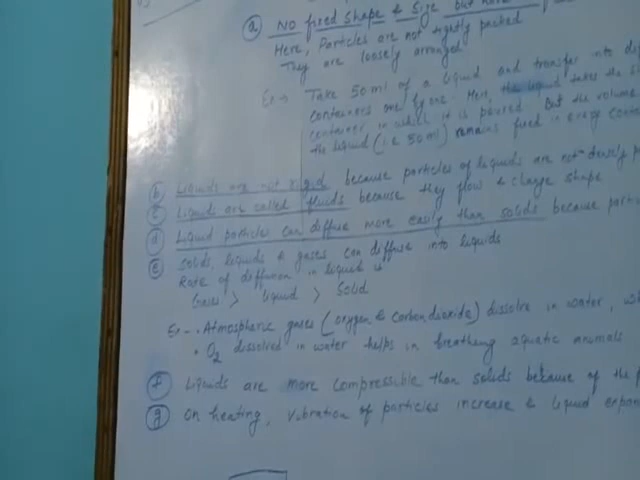 (a) No fixed shape & size but have
Here, Particles are not tightly packed
They are loosely arranged
Ex → Take 50 ml of a liquid and transfer into
containers one by one. Here, the liquid takes the
container in which it is poured. But the volume
the liquid (i.e 50 ml) remains fixed in every
(b) Liquids are not rigid because particles of liquids are not densely
(c) Liquids are called fluids because they flow & change shape
(d) Liquid particles can diffuse more easily than solids because
(e) solids, liquids & gases can diffuse into liquids
Rate of diffusion in liquid is
Gases > liquid > Solid
Ex - • Atmospheric gases (oxygen & carbondioxide) dissolve in water,
• O2 dissolved in water helps in breathing aquatic animals
(f) Liquids are more compressible than solids because of the
(g) On heating, vibration of particles increase & liquid